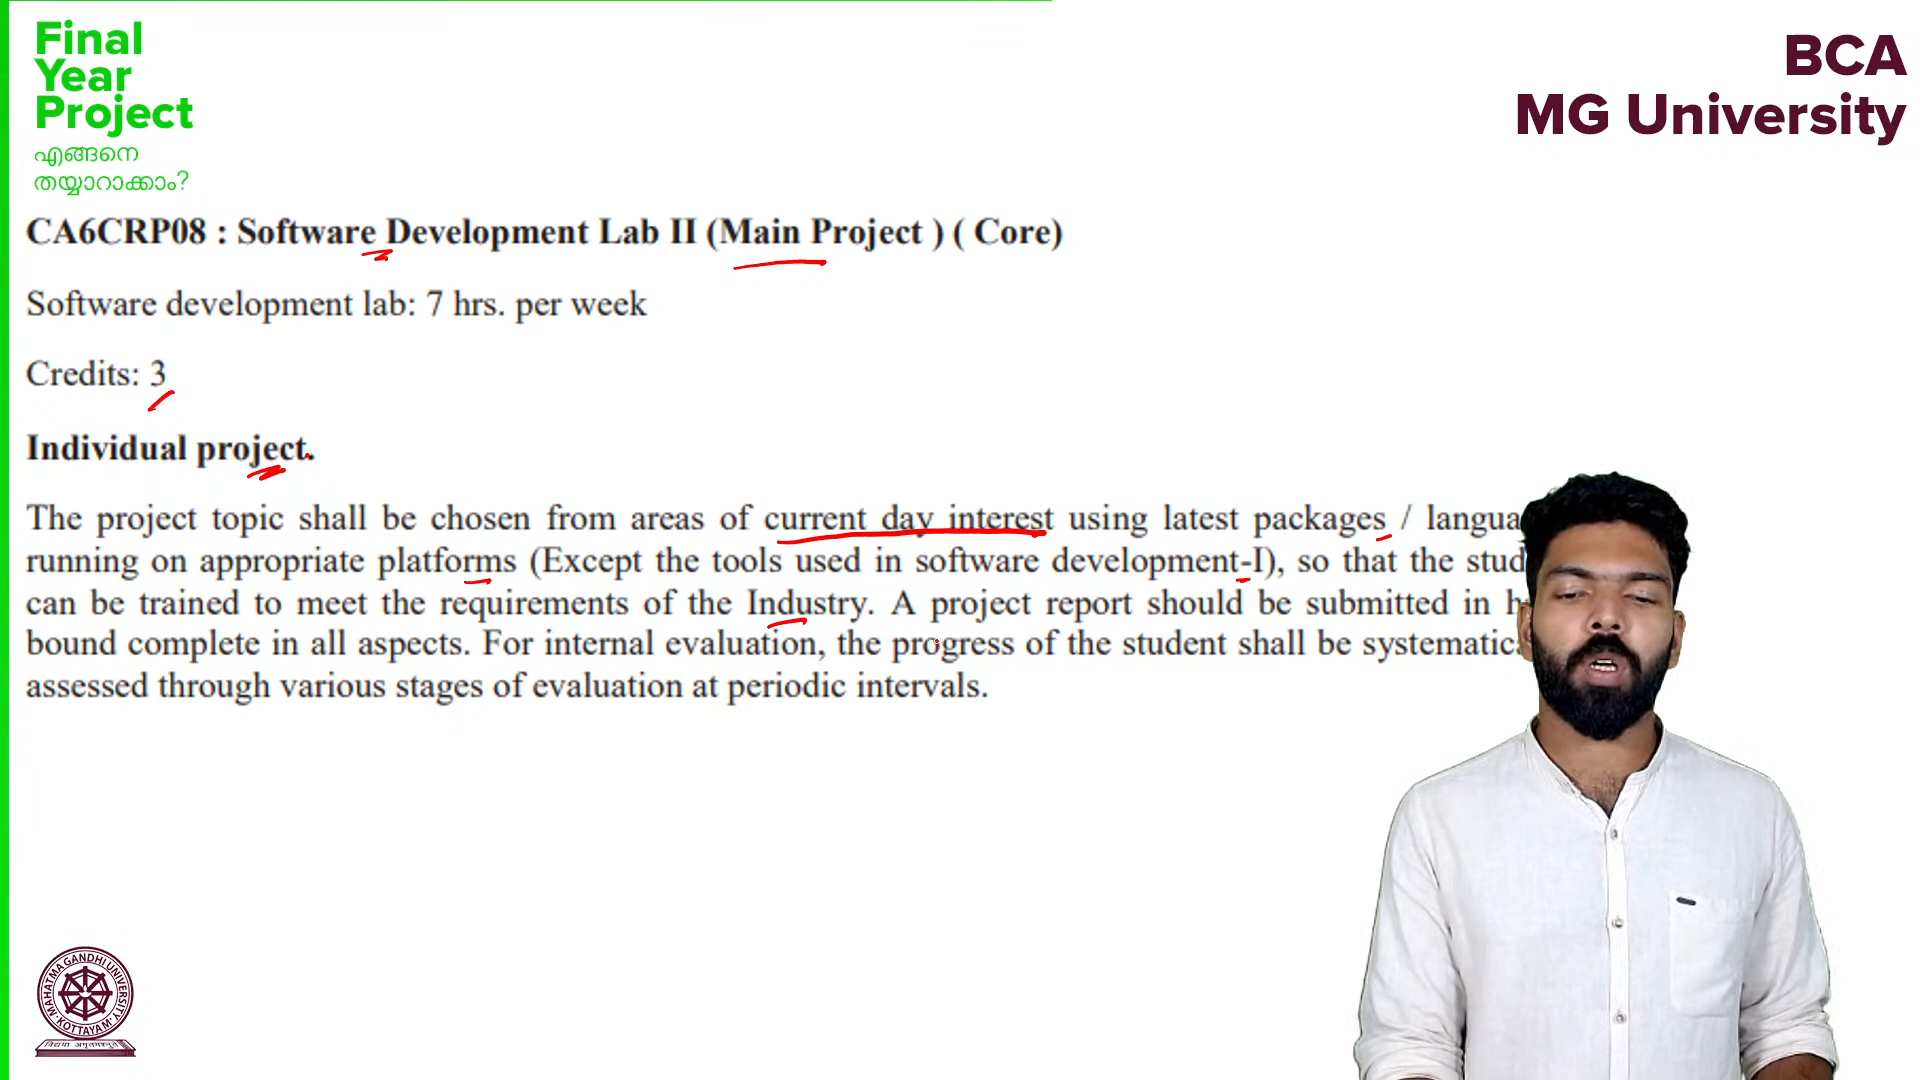 Final
Year
Project
എങ്ങനെ
തയ്യാറാക്കാം?
BCA
MG University
CA6CRP08 : Software Development Lab II (Main Project ) ( Core)
Software development lab: 7 hrs. per week
Credits: 3
Individual project.
The project topic shall be chosen from areas of current day interest using latest packages /
running on appropriate platforms (Except the tools used in software development-I), so that the
can be trained to meet the requirements of the Industry. A project report should be submitted in
bound complete in all aspects. For internal evaluation, the progress of the student shall be
assessed through various stages of evaluation at periodic intervals.
MAHATMA GANDHI UNIVERSITY
KOTTAYAM